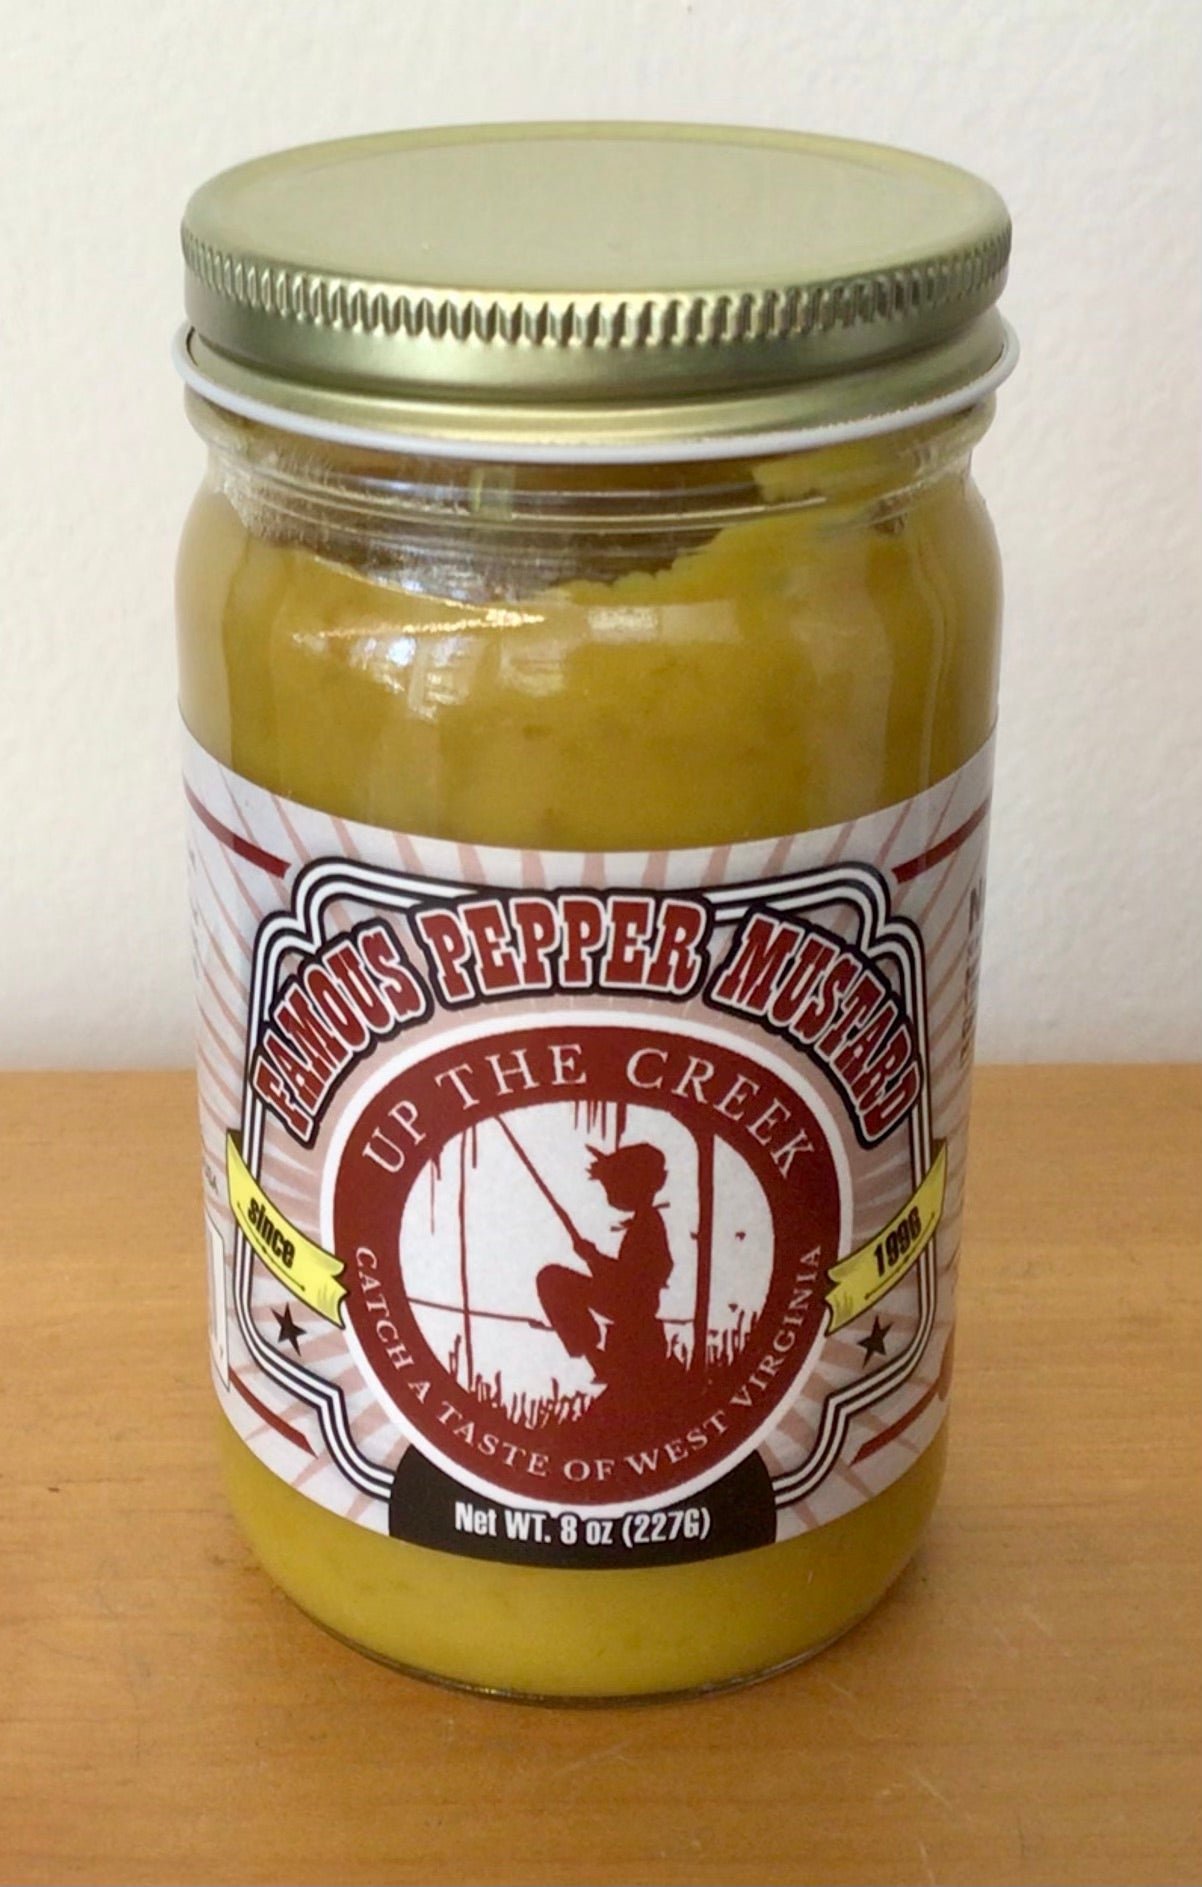 FAMOUS PEPPER MUSTARD
UP THE CREEK
since
1996
CATCH A TASTE OF WEST VIRGINIA
Net WT. 8 oz (227G)